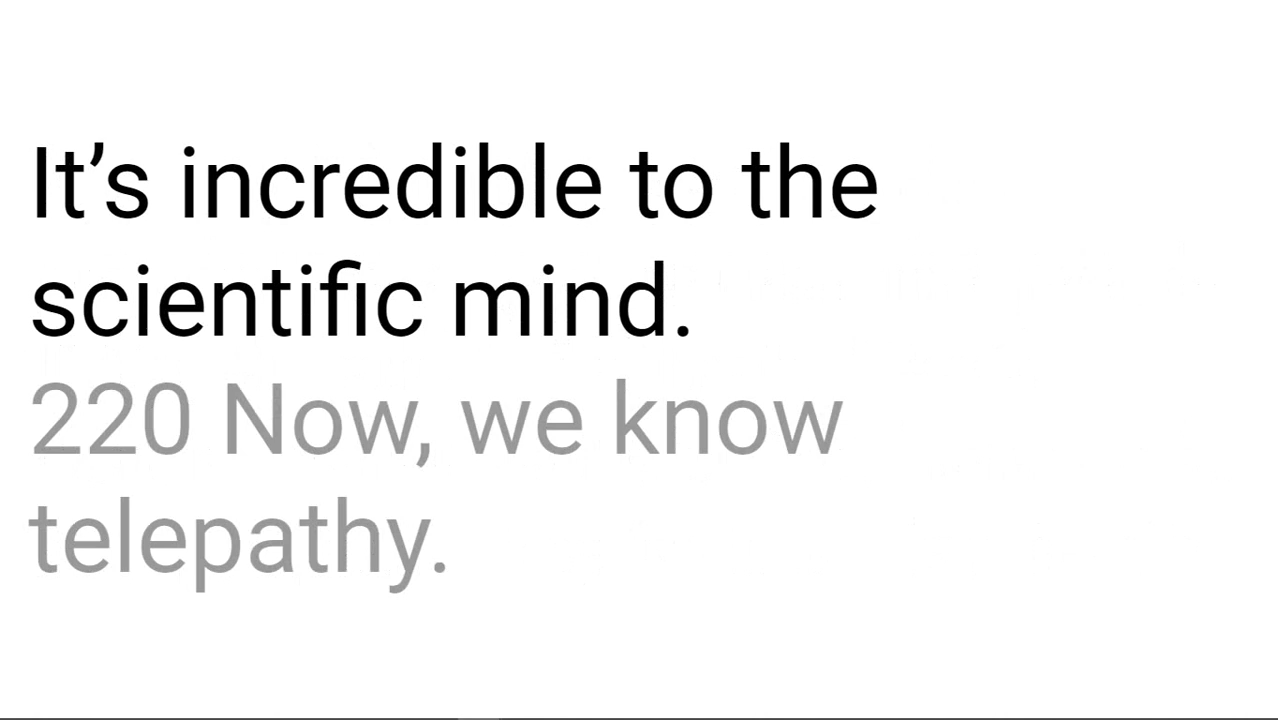 It’s incredible to the
scientific mind.
220 Now, we know
telepathy.